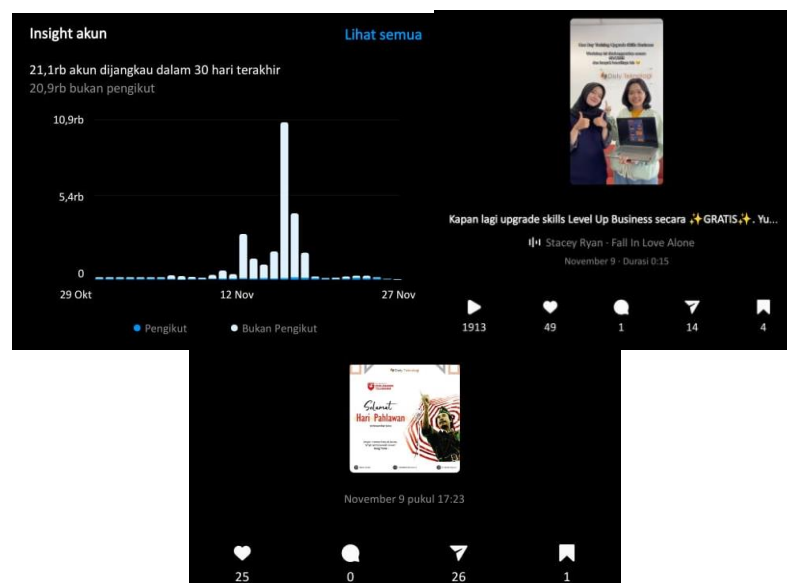 Insight akun
Lihat semua
21,1rb akun dijangkau dalam 30 hari terakhir
20,9rb bukan pengikut
10,9rb
5,4rb
0
29 Okt
12 Nov
27 Nov
Pengikut
Bukan Pengikut
Kapan lagi upgrade skills Level Up Business secara ✨GRATIS✨. Yu...
Stacey Ryan - Fall In Love Alone
November 9 · Durasi 0:15
1913
49
1
14
4
Selamat
Hari Pahlawan
November 9 pukul 17:23
25
0
26
1